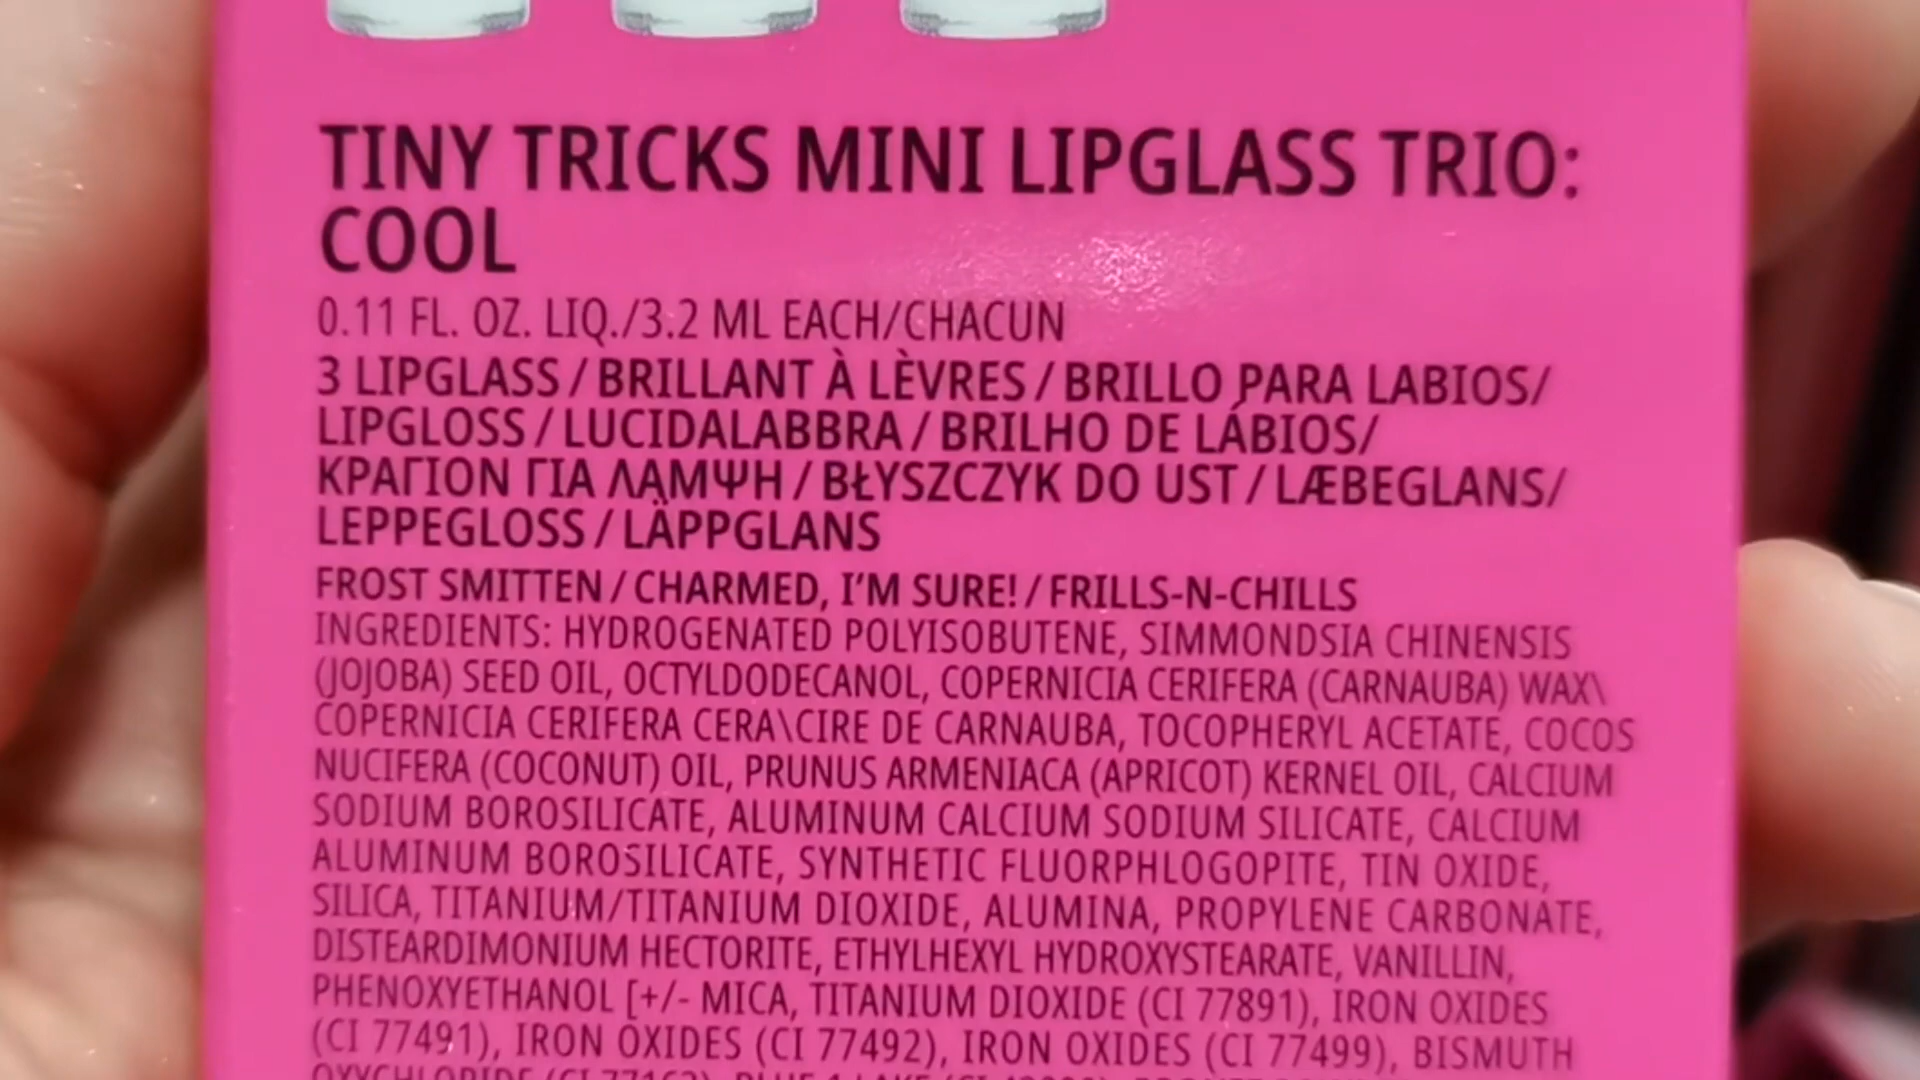 TINY TRICKS MINI LIPGLASS TRIO:
COOL
0.11 FL. OZ. LIQ./3.2 ML EACH/CHACUN
3 LIPGLASS / BRILLANT À LÈVRES / BRILLO PARA LABIOS/
LIPGLOSS / LUCIDALABBRA / BRILHO DE LÁBIOS/
ΚΡΑΓΙΟΝ ΓΙΑ ΛΑΜΨΗ / BŁYSZCZYK DO UST / LÆBEGLANS/
LEPPEGLOSS / LÄPPGLANS
FROST SMITTEN / CHARMED, I'M SURE! / FRILLS-N-CHILLS
INGREDIENTS: HYDROGENATED POLYISOBUTENE, SIMMONDSIA CHINENSIS
(JOJOBA) SEED OIL, OCTYLDODECANOL, COPERNICIA CERIFERA (CARNAUBA) WAX\
COPERNICIA CERIFERA CERA\CIRE DE CARNAUBA, TOCOPHERYL ACETATE, COCOS
NUCIFERA (COCONUT) OIL, PRUNUS ARMENIACA (APRICOT) KERNEL OIL, CALCIUM
SODIUM BOROSILICATE, ALUMINUM CALCIUM SODIUM SILICATE, CALCIUM
ALUMINUM BOROSILICATE, SYNTHETIC FLUORPHLOGOPITE, TIN OXIDE,
SILICA, TITANIUM/TITANIUM DIOXIDE, ALUMINA, PROPYLENE CARBONATE,
DISTEARDIMONIUM HECTORITE, ETHYLHEXYL HYDROXYSTEARATE, VANILLIN,
PHENOXYETHANOL [+/- MICA, TITANIUM DIOXIDE (CI 77891), IRON OXIDES
(CI 77491), IRON OXIDES (CI 77492), IRON OXIDES (CI 77499), BISMUTH